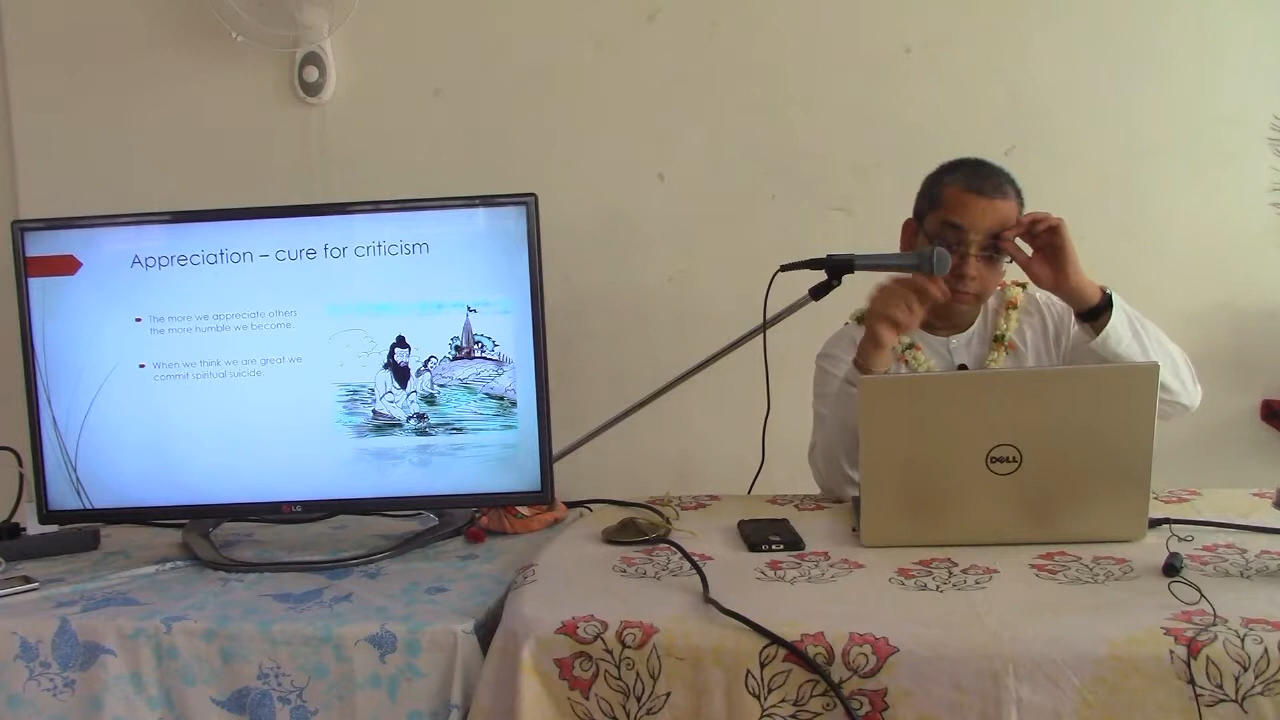 Appreciation – cure for criticism
The more we appreciate others
the more humble we become.
When we think we are great we
commit spiritual suicide.
LG
DELL